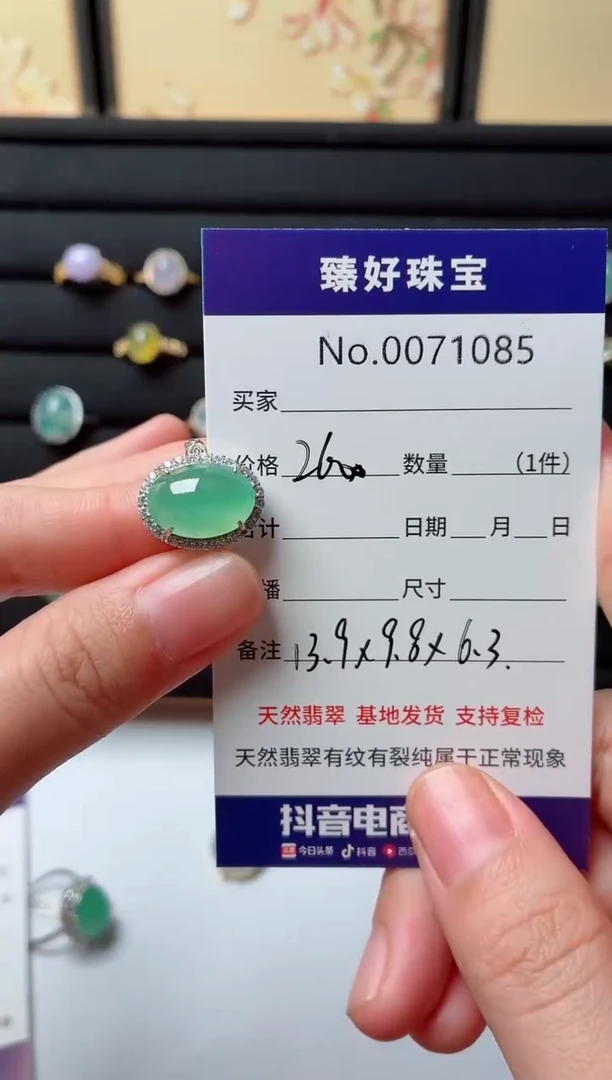 臻好珠宝
No.0071085
买家
价格 2600 数量 (1件)
计 日期 月 日
播 尺寸
备注 13.9x9.8x6.3.
天然翡翠 基地发货 支持复检
天然翡翠有纹有裂纯属于正常现象
抖音电商
今日头条 抖音 西瓜